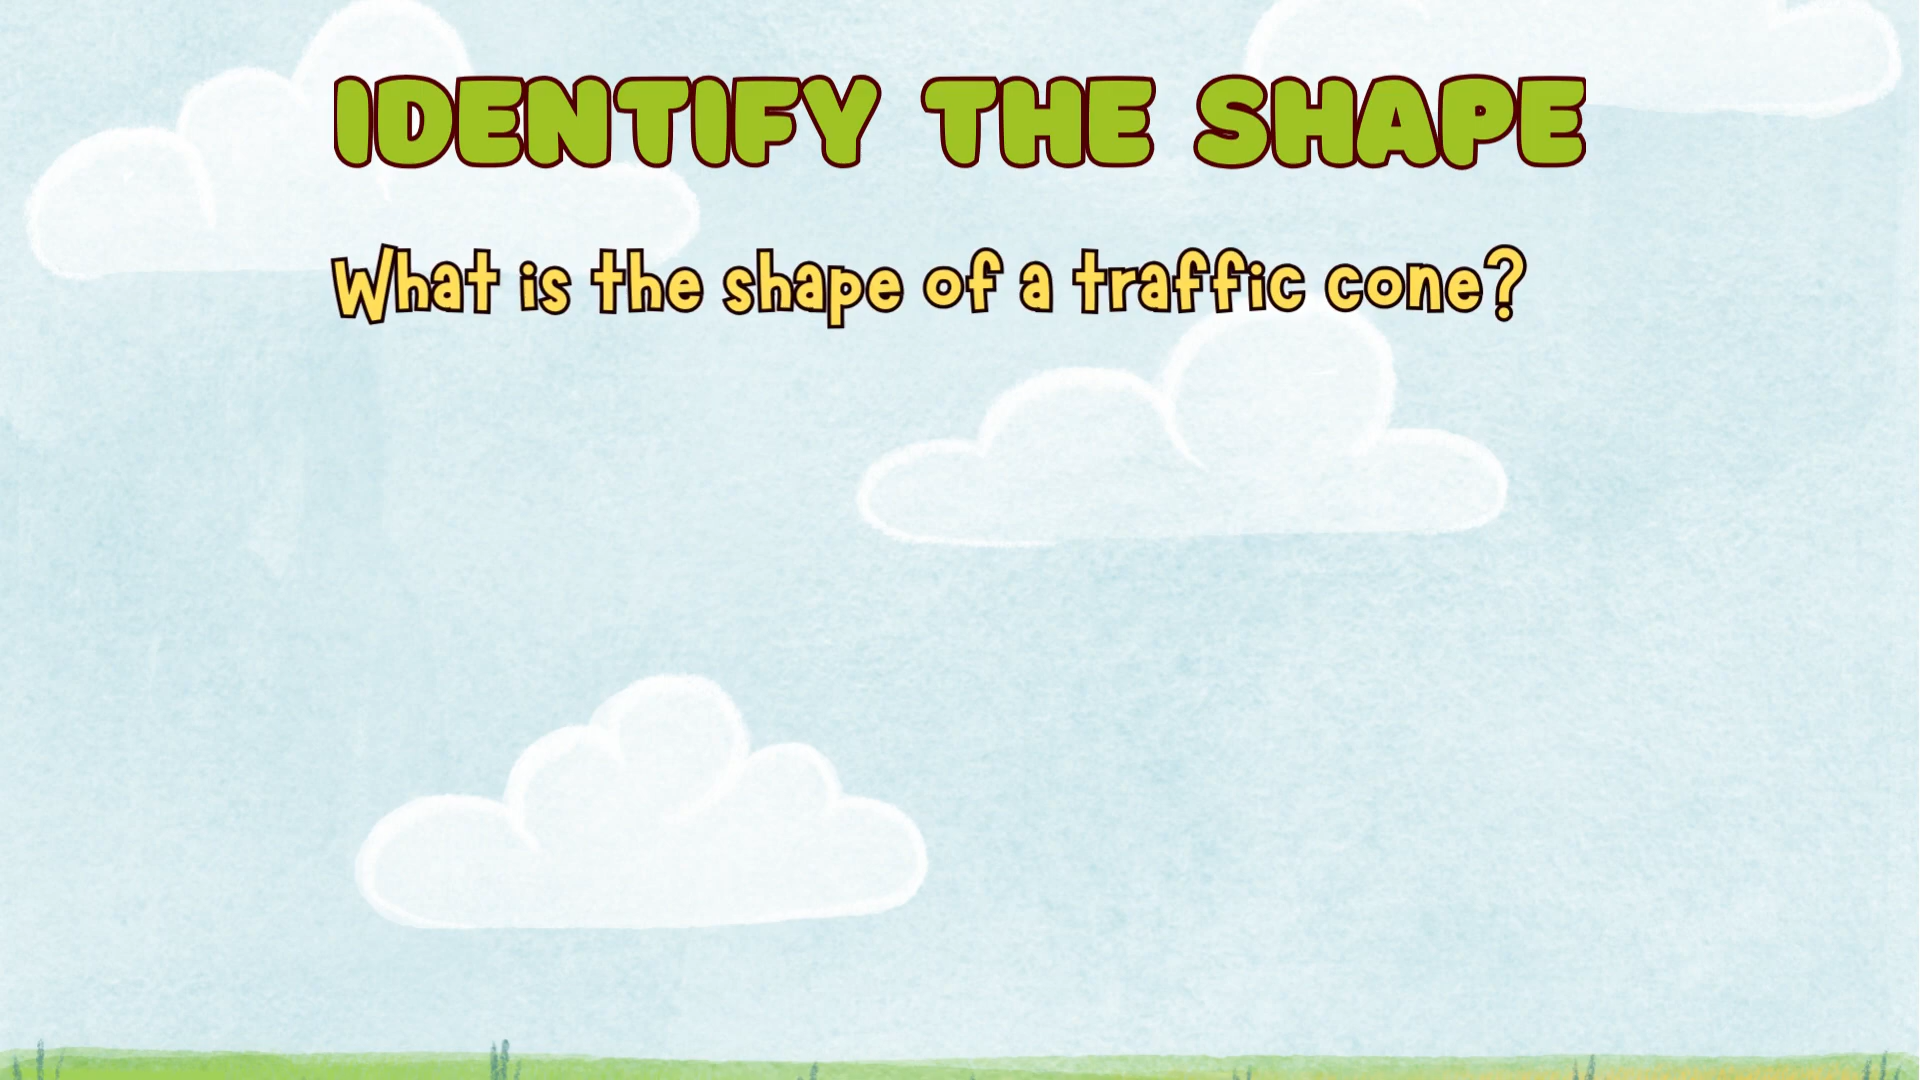 IDENTIFY THE SHAPE
What is the shape of a traffic cone?